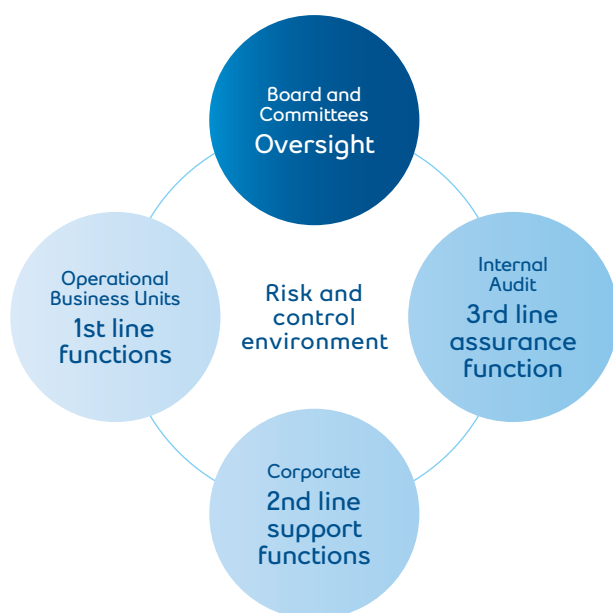 Board and
Committees
Oversight
Operational
Business Units
1st line
functions
Risk and
control
environment
Internal
Audit
3rd line
assurance
function
Corporate
2nd line
support
functions